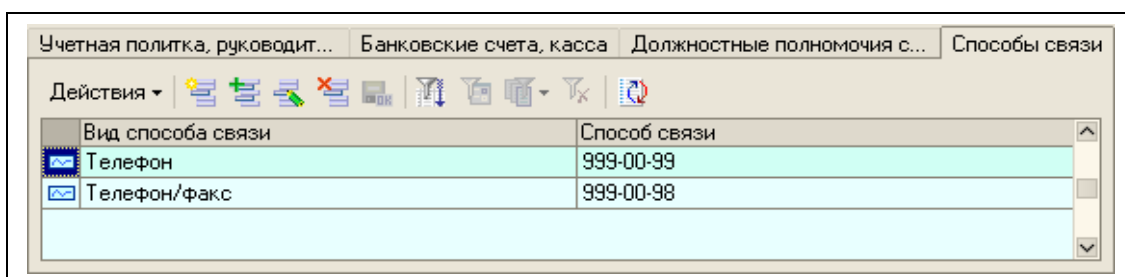 Учетная политка, руководит... Банковские счета, касса Должностные полномочия с... Способы связи
Действия
Вид способа связи Способ связи
Телефон 999-00-99
Телефон/факс 999-00-98